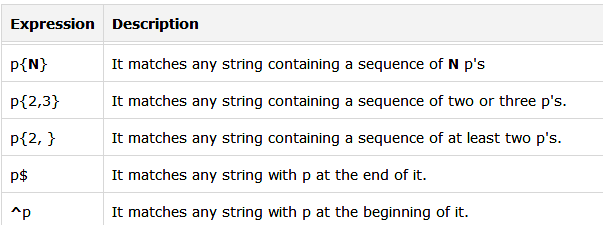 Expression Description
p{N} It matches any string containing a sequence of N p's
p{2,3} It matches any string containing a sequence of two or three p's.
p{2, } It matches any string containing a sequence of at least two p's.
p$ It matches any string with p at the end of it.
^p It matches any string with p at the beginning of it.